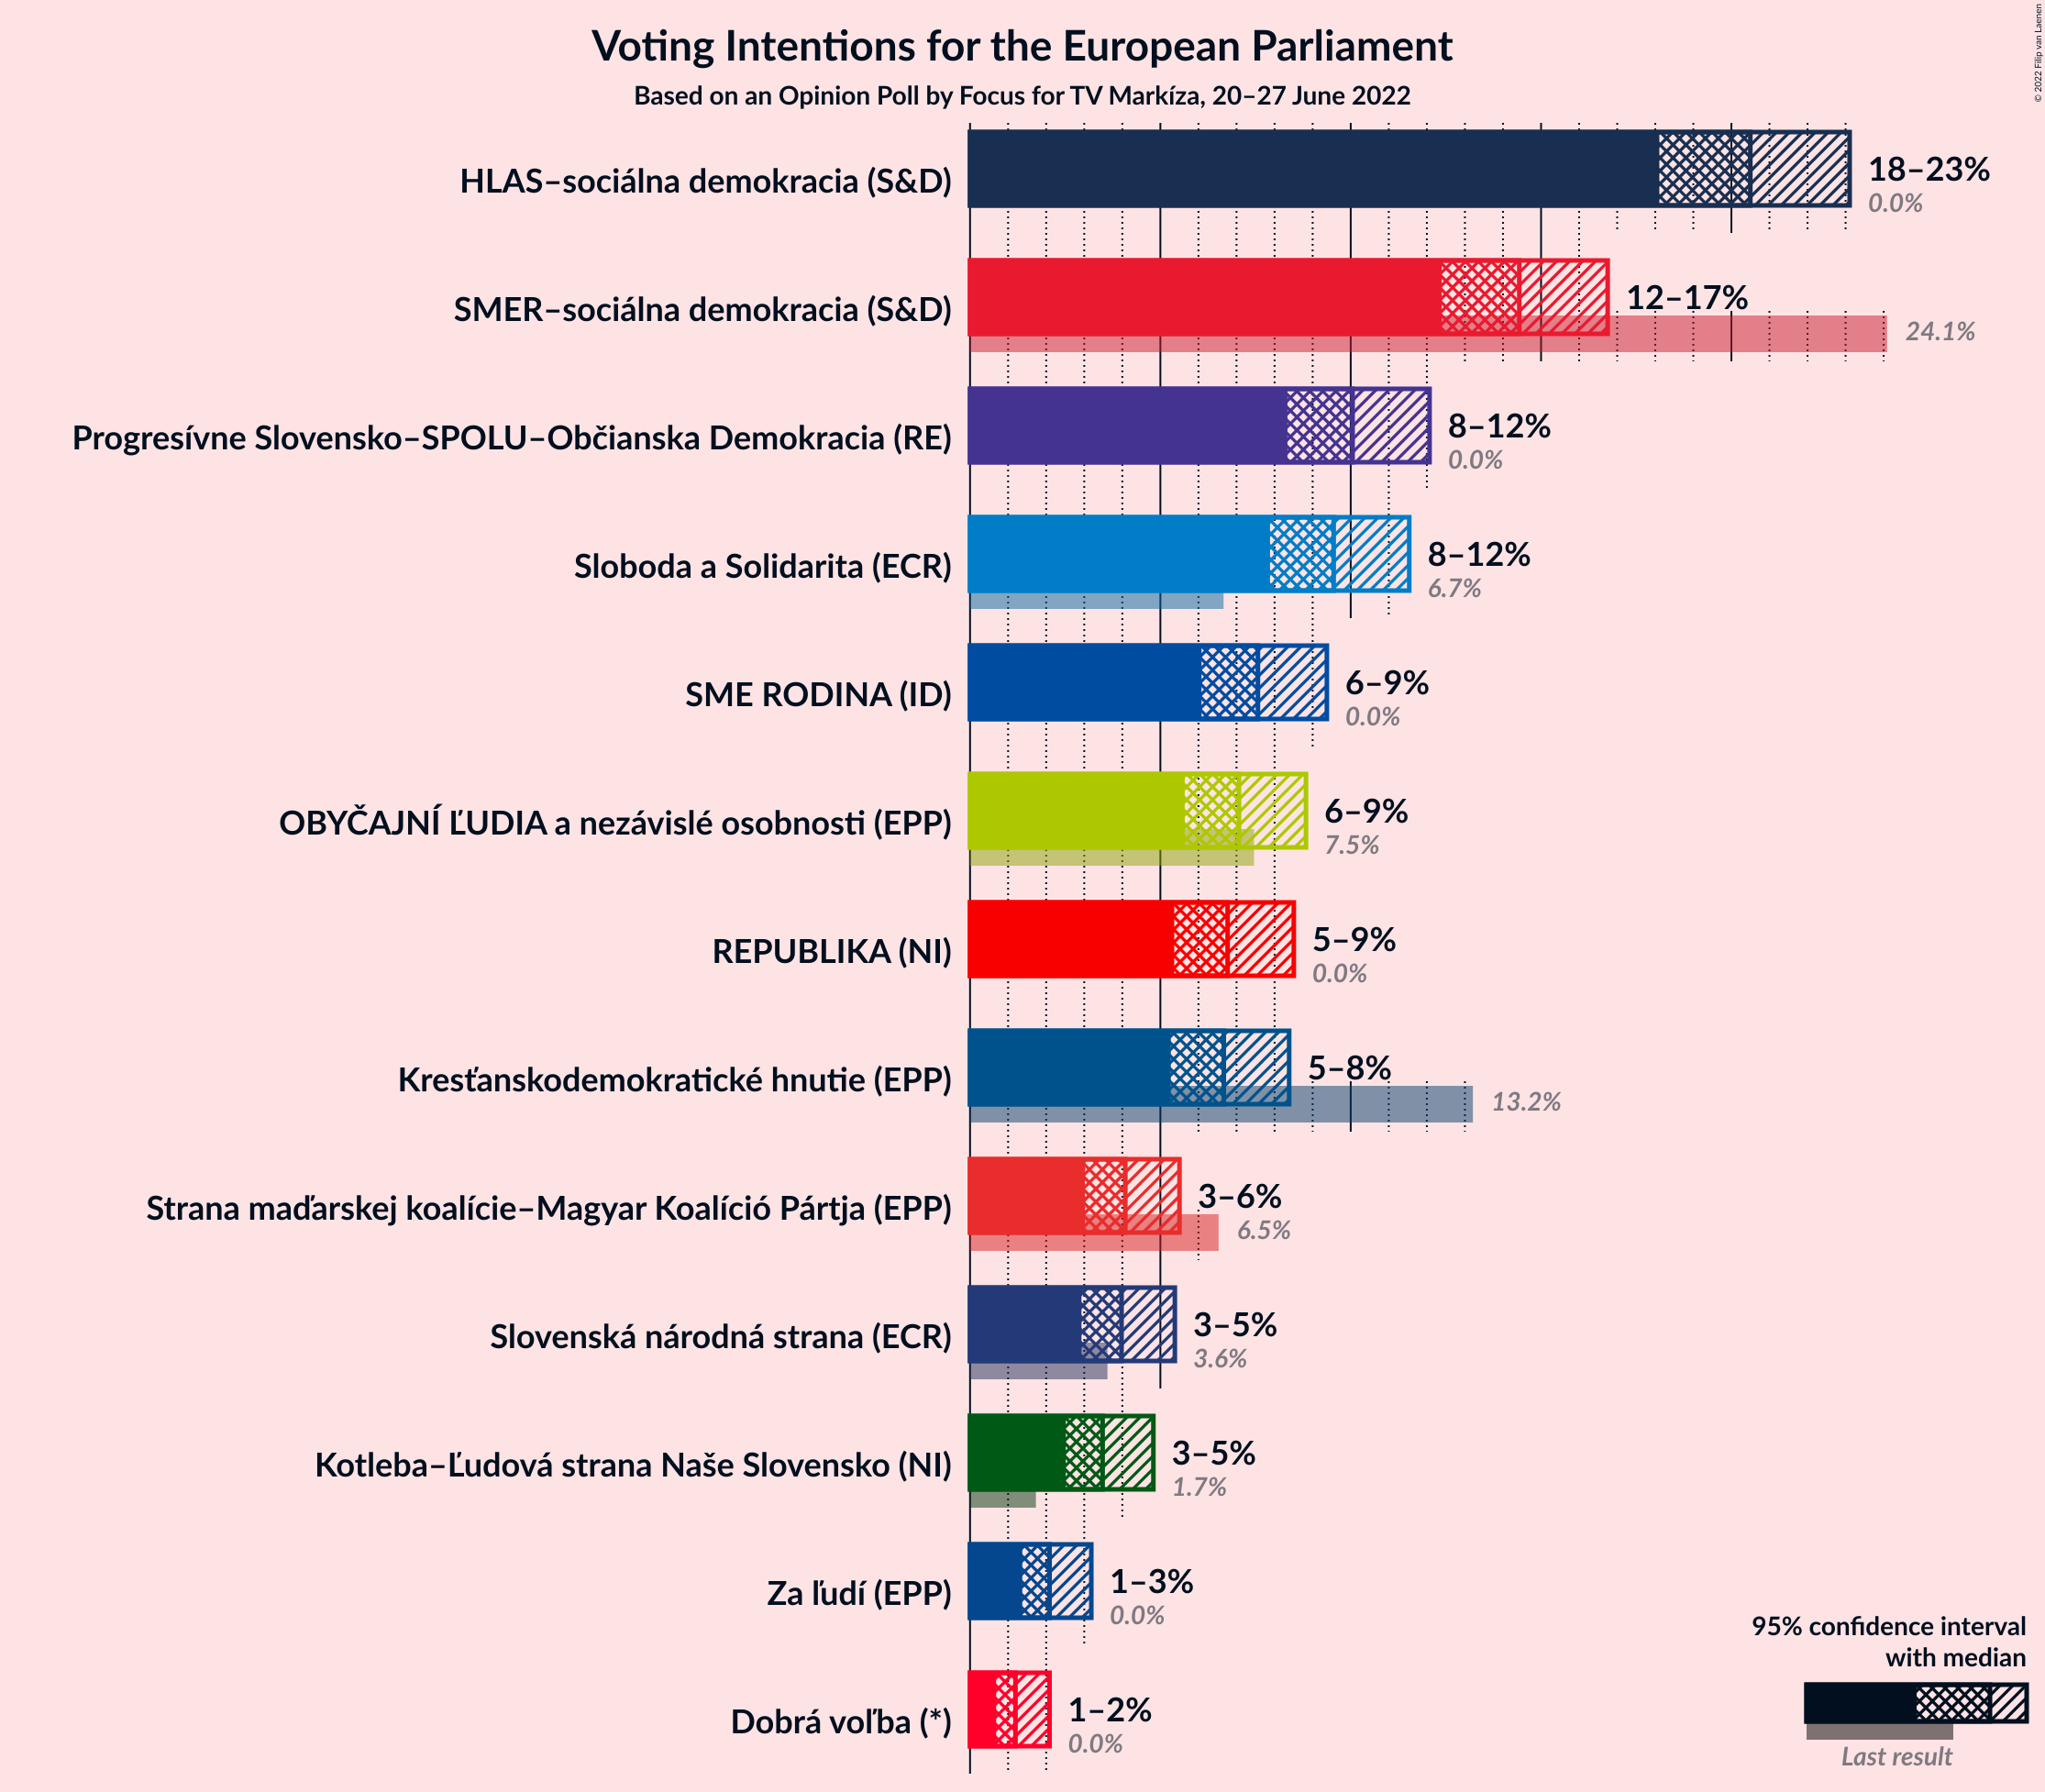 © 2022 Filip van Laenen
Voting Intentions for the European Parliament
Based on an Opinion Poll by Focus for TV Markíza, 20–27 June 2022
HLAS–sociálna demokracia (S&D)
18–23%
0.0%
SMER–sociálna demokracia (S&D)
12–17%
24.1%
Progresívne Slovensko–SPOLU–Občianska Demokracia (RE)
8–12%
0.0%
Sloboda a Solidarita (ECR)
8–12%
6.7%
SME RODINA (ID)
6–9%
0.0%
OBYČAJNÍ ĽUDIA a nezávislé osobnosti (EPP)
6–9%
7.5%
REPUBLIKA (NI)
5–9%
0.0%
Kresťanskodemokratické hnutie (EPP)
5–8%
13.2%
Strana maďarskej koalície–Magyar Koalíció Pártja (EPP)
3–6%
6.5%
Slovenská národná strana (ECR)
3–5%
3.6%
Kotleba–Ľudová strana Naše Slovensko (NI)
3–5%
1.7%
Za ľudí (EPP)
1–3%
0.0%
Dobrá voľba (*)
1–2%
0.0%
95% confidence interval
with median
Last result